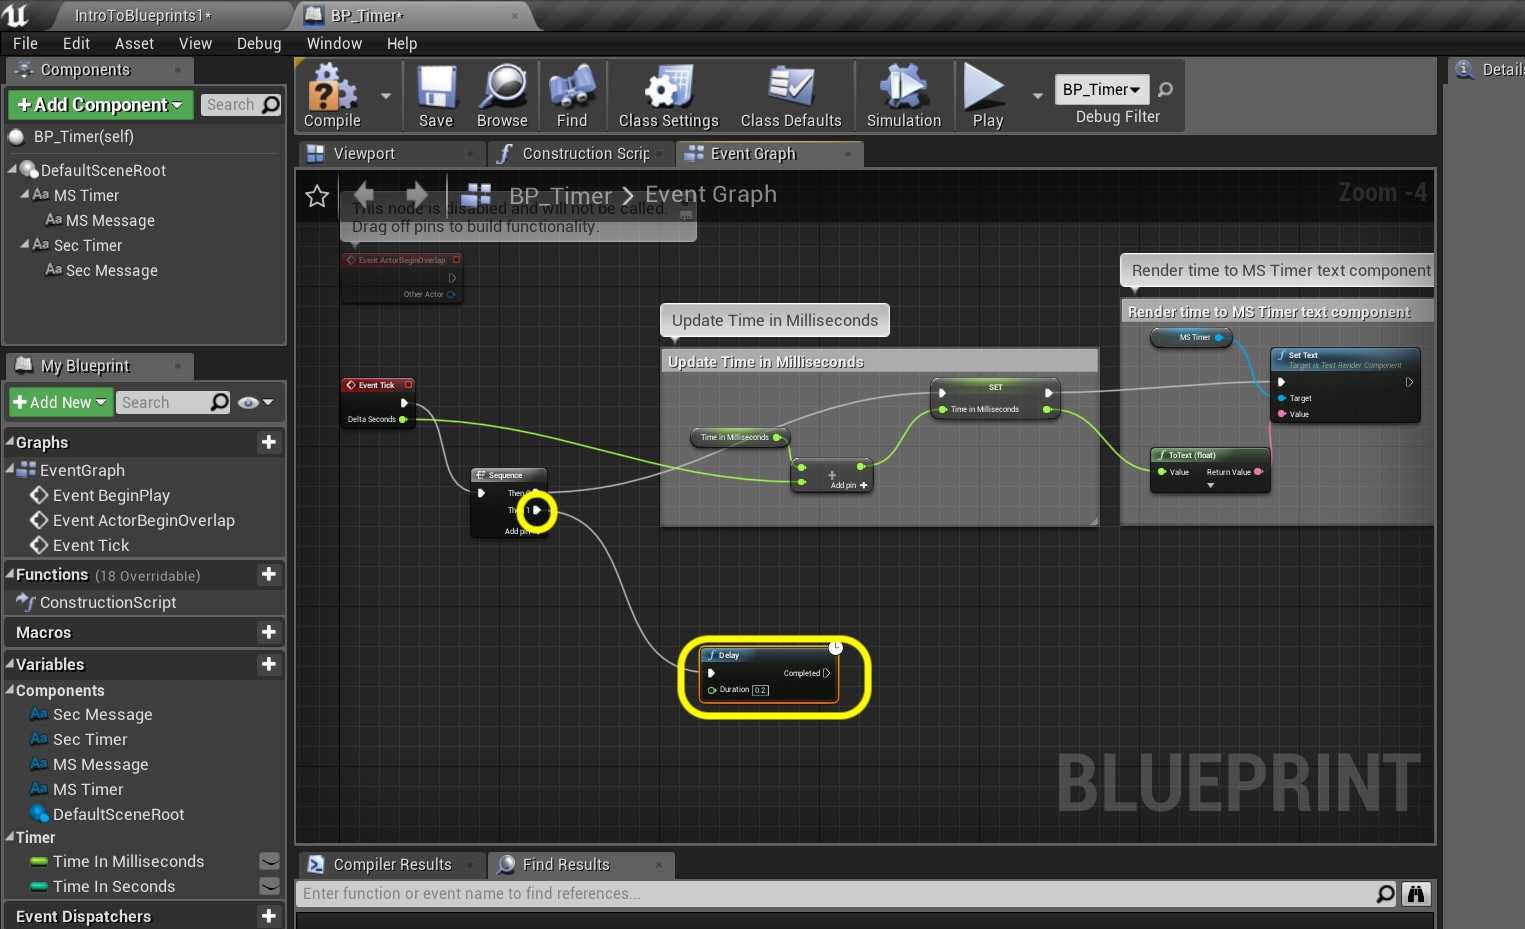 IntroToBlueprints1*
BP_Timer*
File Edit Asset View Debug Window Help
Components
+Add Component
Search
BP_Timer(self)
DefaultSceneRoot
MS Timer
MS Message
Sec Timer
Sec Message
Compile
Save
Browse
Find
Class Settings
Class Defaults
Simulation
Play
BP_Timer
Debug Filter
Details
Viewport
Construction Scrip
Event Graph
BP_Timer > Event Graph
Zoom -4
This node is disabled and will not be called.
Drag off pins to build functionality.
Event ActorBeginOverlap
Other Actor
Render time to MS Timer text component
Render time to MS Timer text component
MS Timer
Set Text
Target is Text Render Component
Target
Value
ToText (float)
Value
Return Value
Update Time in Milliseconds
Update Time in Milliseconds
SET
Time in Milliseconds
Time in Milliseconds
+
Add pin +
Event Tick
Delta Seconds
Sequence
Then 0
Then 1
Add pin
Delay
Completed
Duration 0.2
BLUEPRINT
My Blueprint
+Add New
Search
Graphs
EventGraph
Event BeginPlay
Event ActorBeginOverlap
Event Tick
Functions (18 Overridable)
ConstructionScript
Macros
Variables
Components
Sec Message
Sec Timer
MS Message
MS Timer
DefaultSceneRoot
Timer
Time In Milliseconds
Time In Seconds
Event Dispatchers
Compiler Results
Find Results
Enter function or event name to find references...